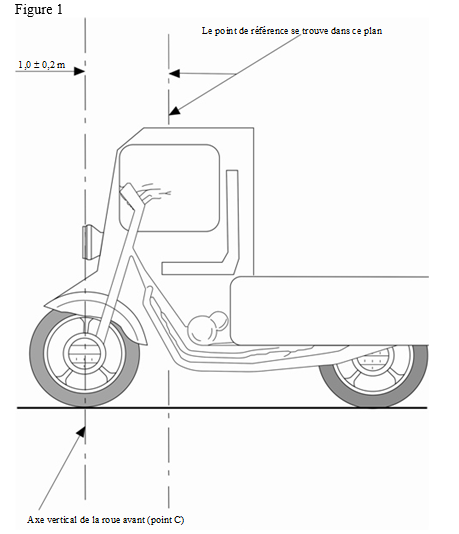 Figure 1
Le point de référence se trouve dans ce plan
1,0 ± 0,2 m
Axe vertical de la roue avant (point C)